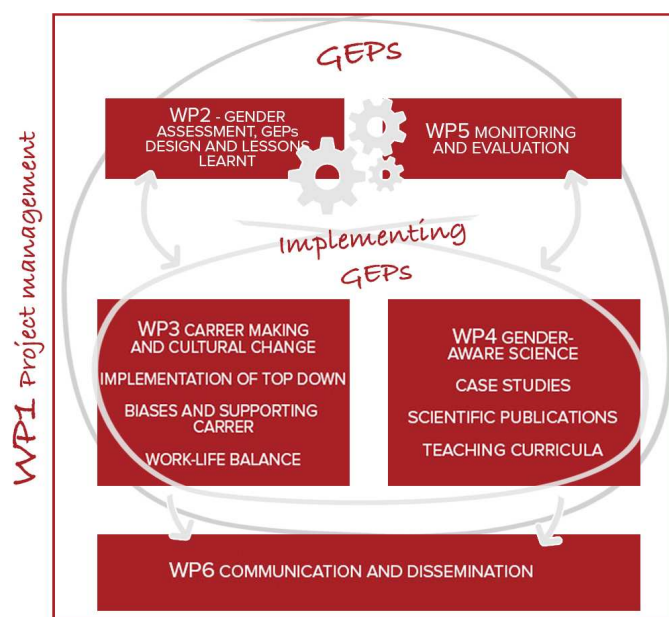 WP1 Project management
GEPS
WP2 - GENDER
ASSESSMENT, GEPs
DESIGN AND LESSONS
LEARNT
WP5 MONITORING
AND EVALUATION
Implementing
GEPs
WP3 CARRER MAKING
AND CULTURAL CHANGE
IMPLEMENTATION OF TOP DOWN
BIASES AND SUPPORTING
CARRER
WORK-LIFE BALANCE
WP4 GENDER-
AWARE SCIENCE
CASE STUDIES
SCIENTIFIC PUBLICATIONS
TEACHING CURRICULA
WP6 COMMUNICATION AND DISSEMINATION